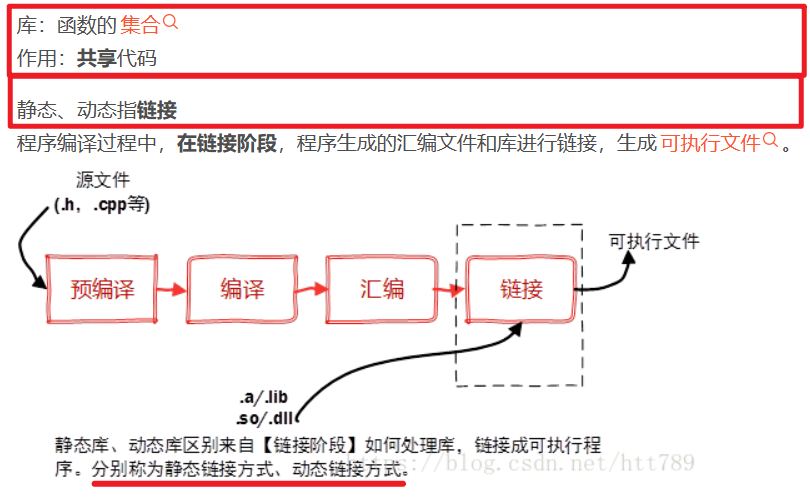 库：函数的 集合
作用：共享代码
静态、动态指链接
程序编译过程中，在链接阶段，程序生成的汇编文件和库进行链接，生成 可执行文件 。
源文件
(.h，.cpp等)
可执行文件
预编译
编译
汇编
链接
.a/.lib
.so/.dll
静态库、动态库区别来自【链接阶段】如何处理库，链接成可执行程
序。分别称为静态链接方式、动态链接方式。
https://blog.csdn.net/htt789